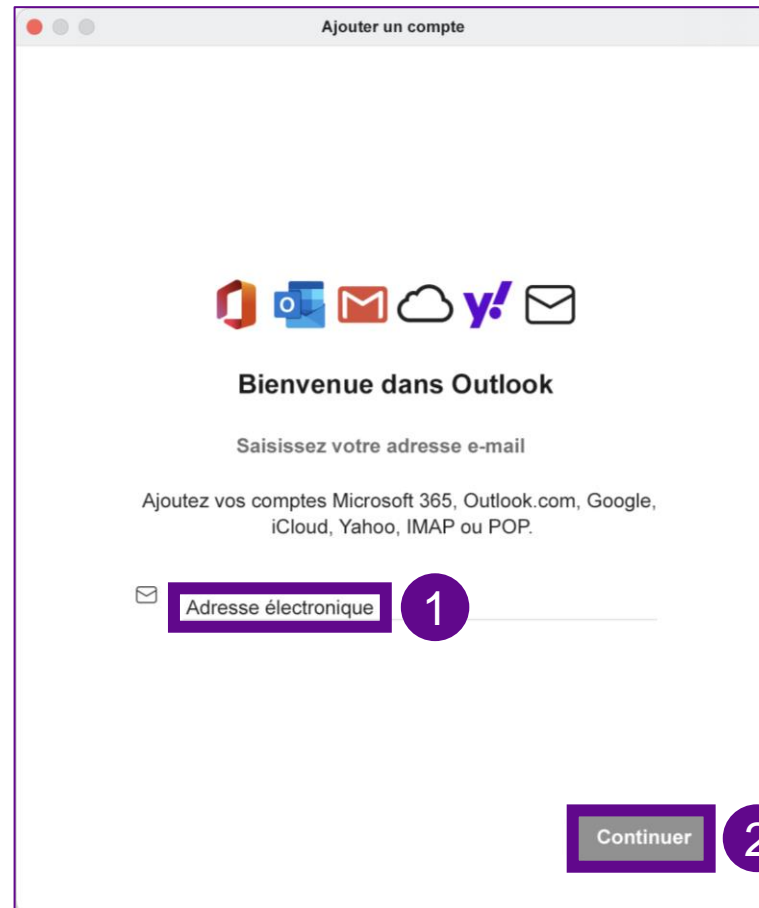 Ajouter un compte
Bienvenue dans Outlook
Saisissez votre adresse e-mail
Ajoutez vos comptes Microsoft 365, Outlook.com, Google,
iCloud, Yahoo, IMAP ou POP.
Adresse électronique 1
Continuer 2